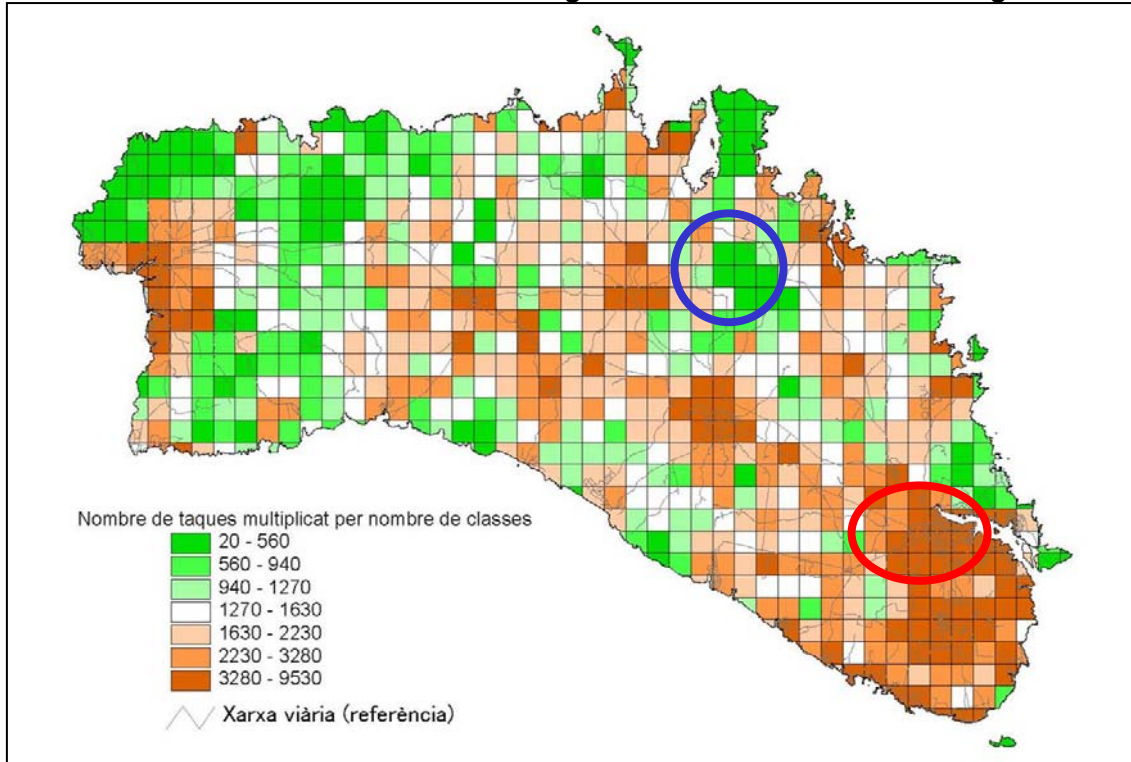 Nombre de taques multiplicat per nombre de classes
20 - 560
560 - 940
940 - 1270
1270 - 1630
1630 - 2230
2230 - 3280
3280 - 9530
Xarxa viària (referència)